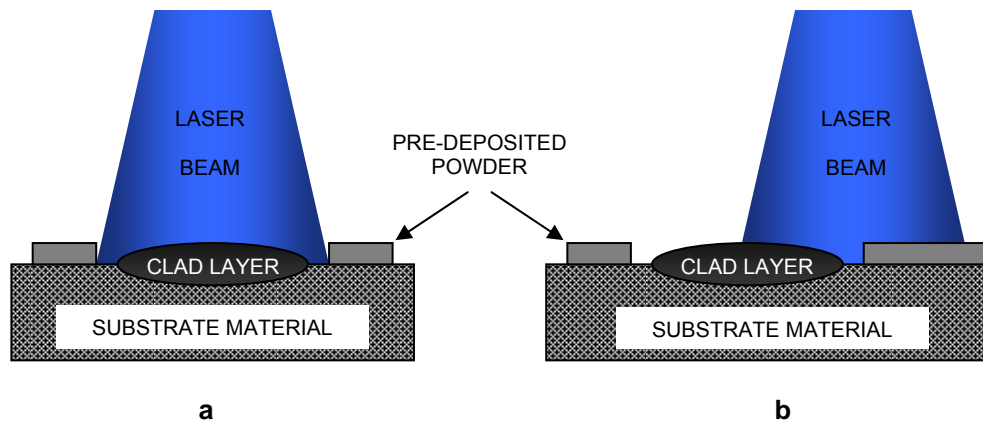 LASER
BEAM
PRE-DEPOSITED
POWDER
LASER
BEAM
CLAD LAYER
CLAD LAYER
SUBSTRATE MATERIAL
SUBSTRATE MATERIAL
a
b